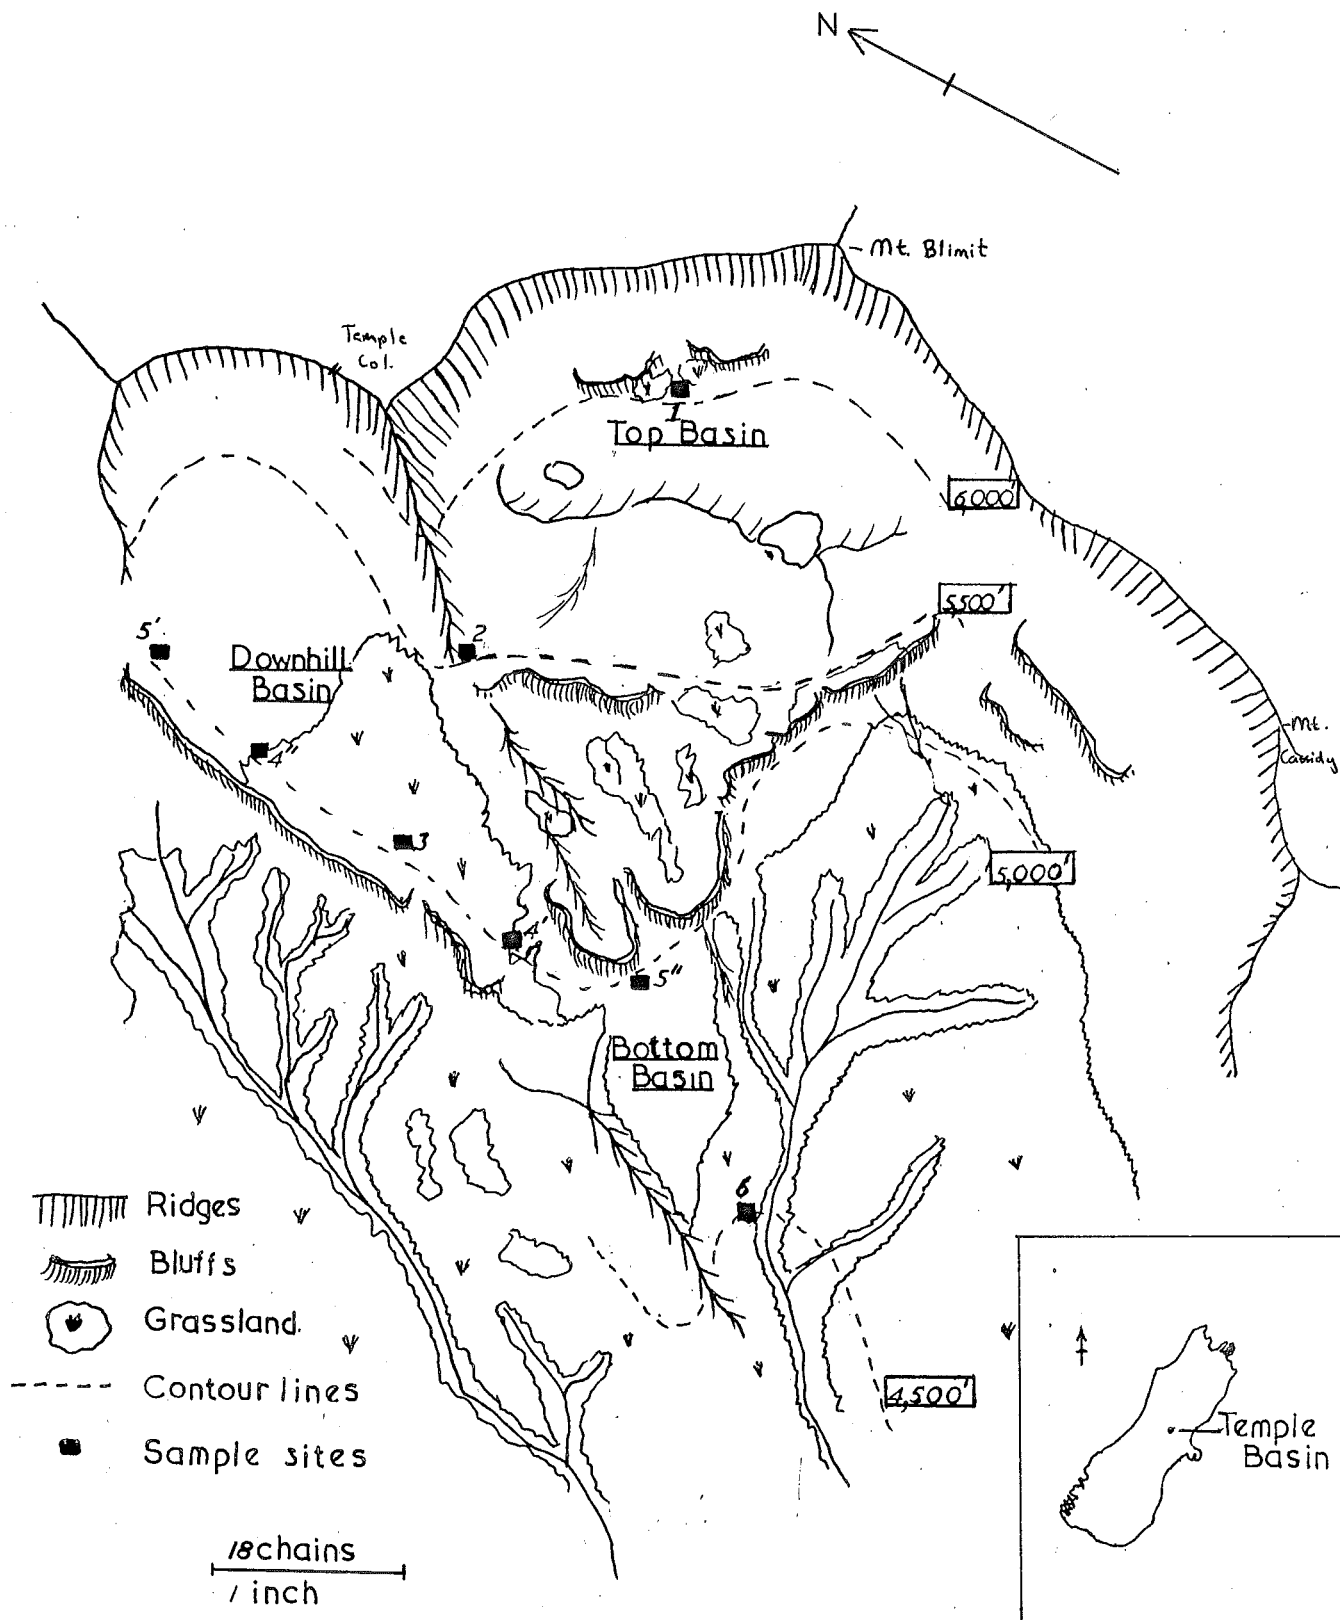 N
Mt. Blimit
Temple
Col.
1
Top Basin
6,000'
5,500'
5'
2
Downhill
Basin
Mt.
Cassidy
4"
3
5,000'
4'
5"
Bottom
Basin
6
Ridges
Bluffs
Grassland.
Contour lines
4,500'
Sample sites
Temple
Basin
18 chains
1 inch